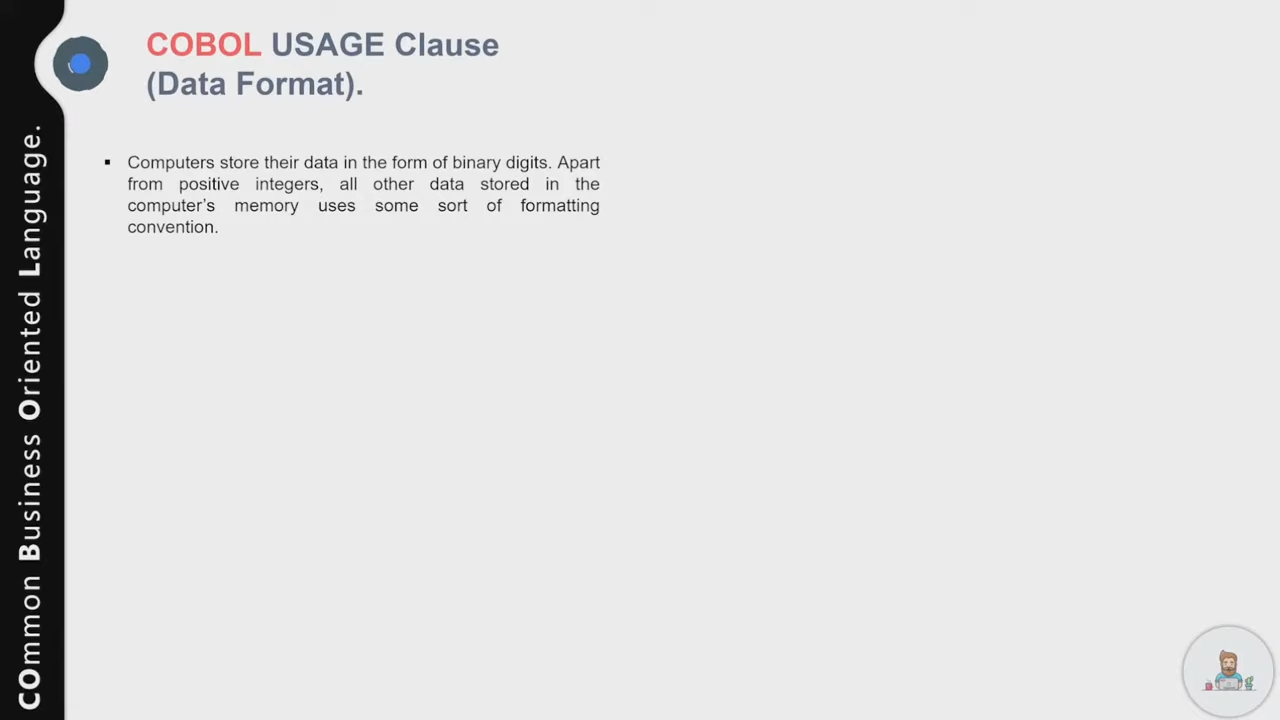 COBOL USAGE Clause
(Data Format).
▪ Computers store their data in the form of binary digits. Apart
from positive integers, all other data stored in the
computer's memory uses some sort of formatting
convention.
COmmon Business Oriented Language.